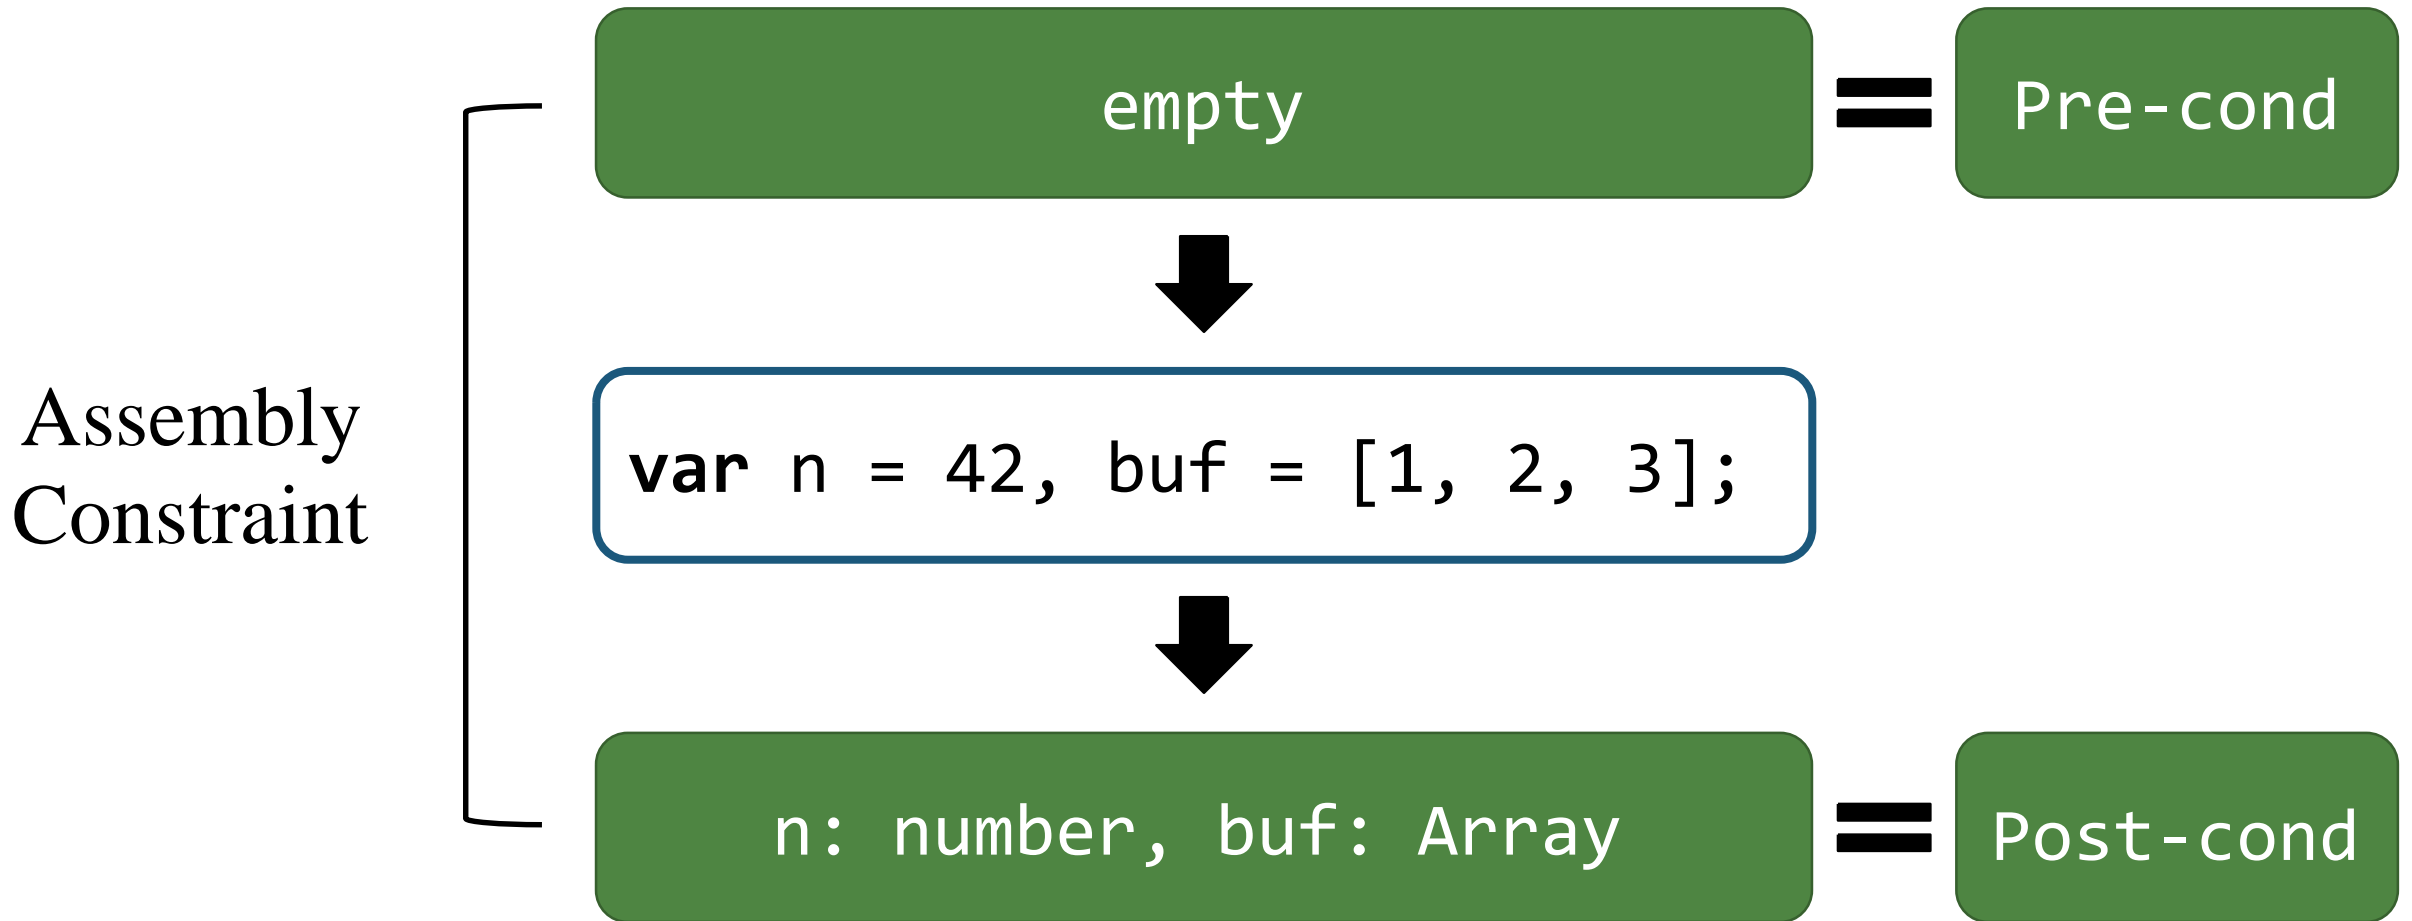 empty
Pre-cond
Assembly
Constraint
var n = 42, buf = [1, 2, 3];
n: number, buf: Array
Post-cond